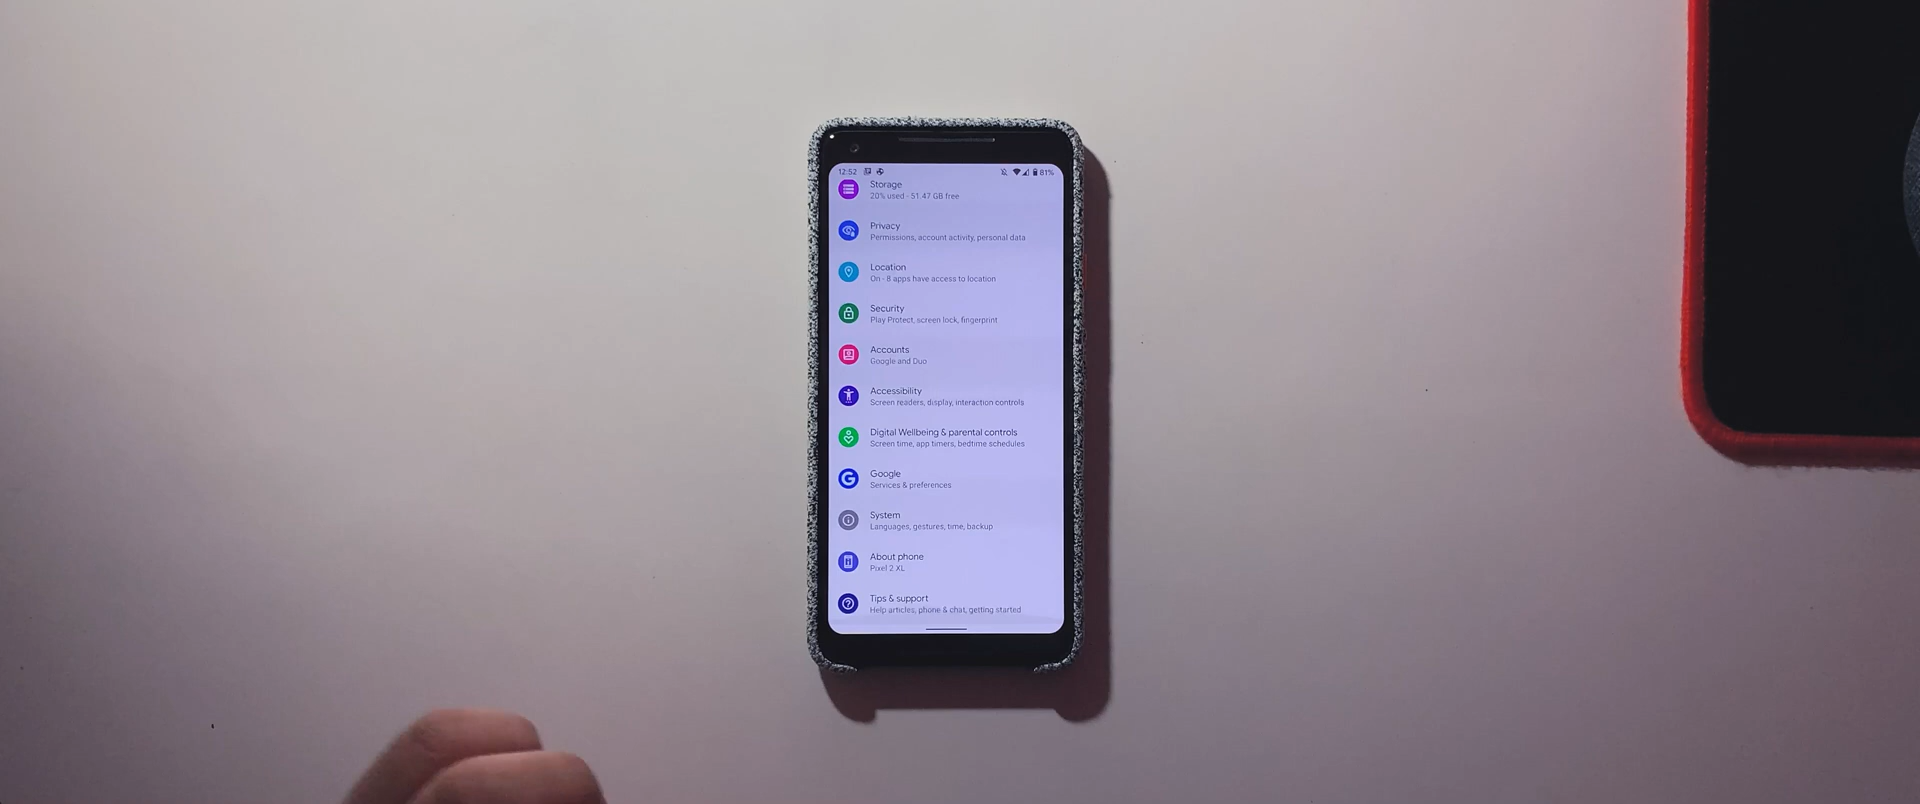 12:52 81%
Storage
20% used - 51.47 GB free
Privacy
Permissions, account activity, personal data
Location
On - 8 apps have access to location
Security
Play Protect, screen lock, fingerprint
Accounts
Google and Duo
Accessibility
Screen readers, display, interaction controls
Digital Wellbeing & parental controls
Screen time, app timers, bedtime schedules
Google
Services & preferences
System
Languages, gestures, time, backup
About phone
Pixel 2 XL
Tips & support
Help articles, phone & chat, getting started